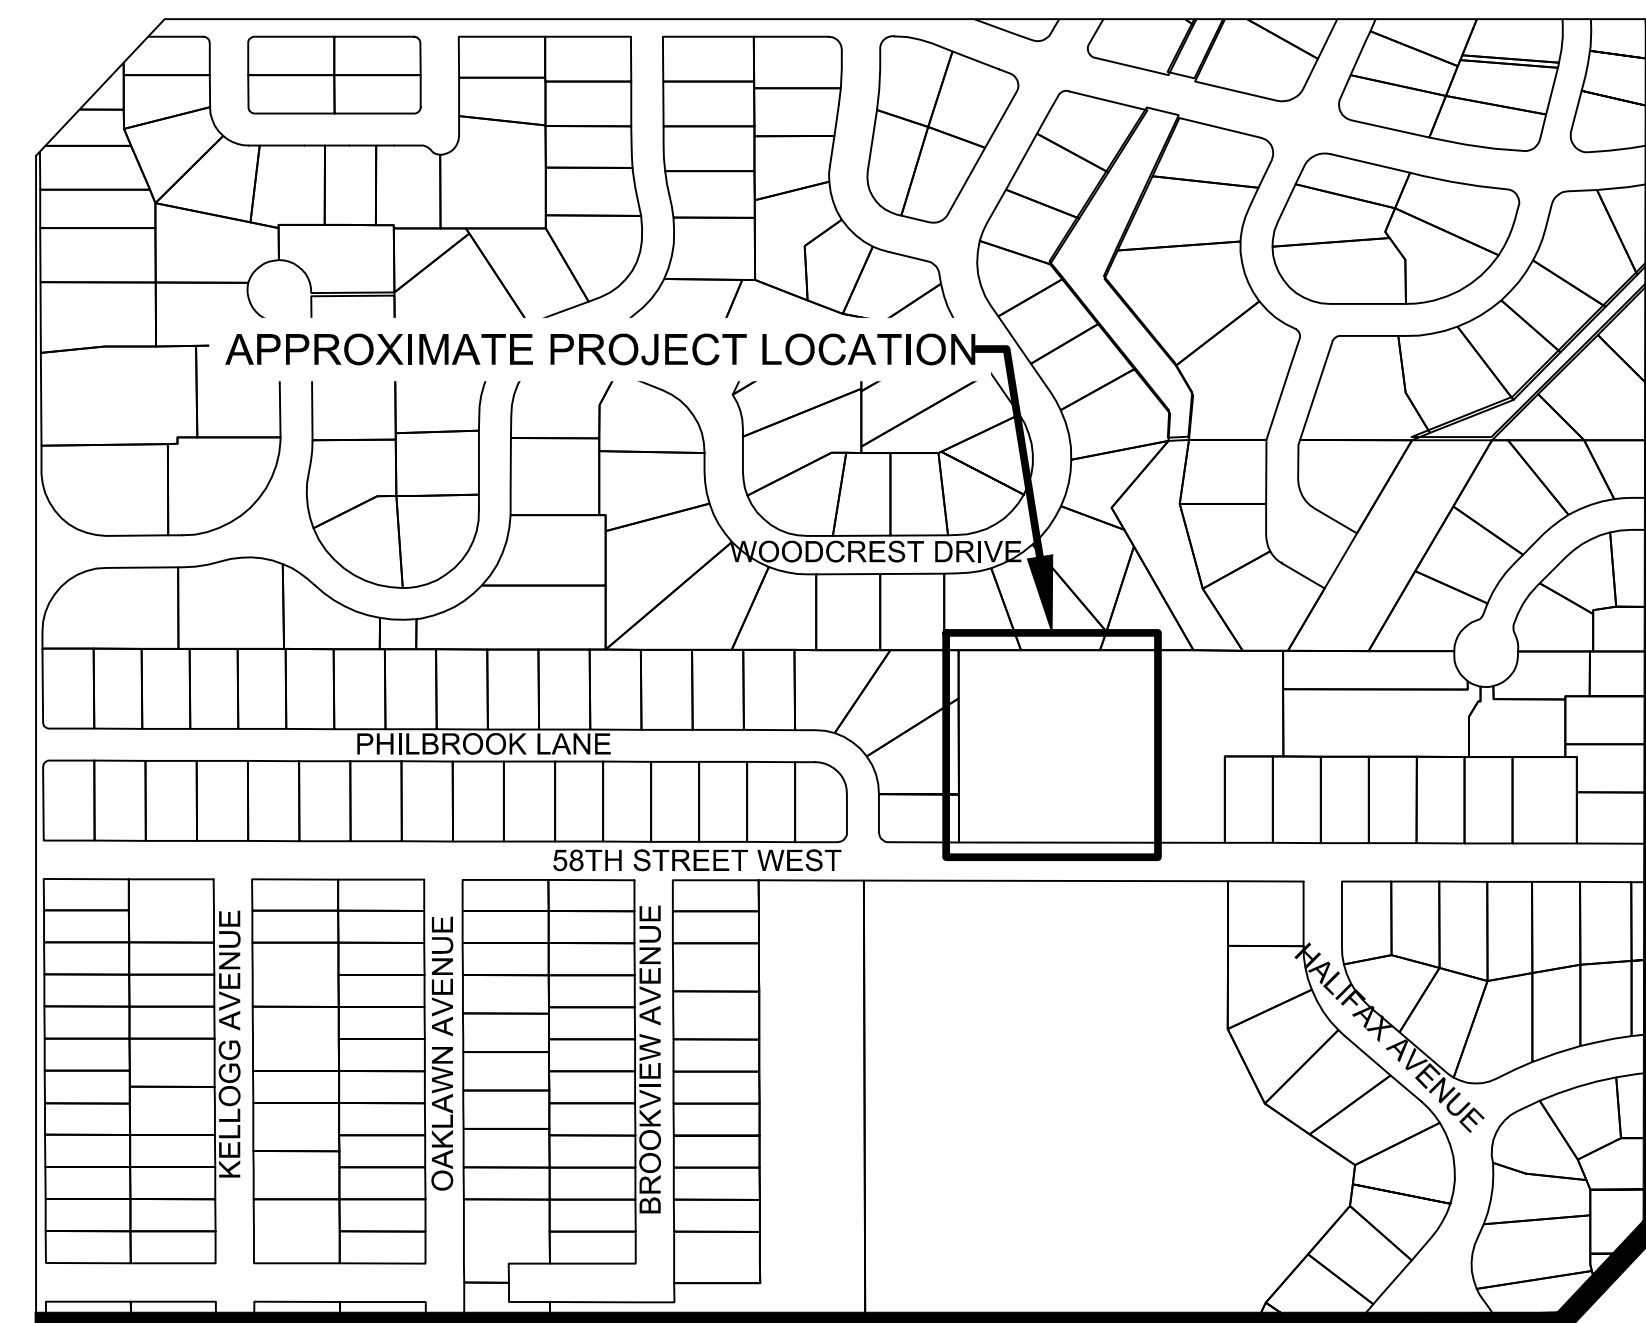 APPROXIMATE PROJECT LOCATION
WOODCREST DRIVE
PHILBROOK LANE
58TH STREET WEST
KELLOGG AVENUE
OAKLAWN AVENUE
BROOKVIEW AVENUE
HALIFAX AVENUE